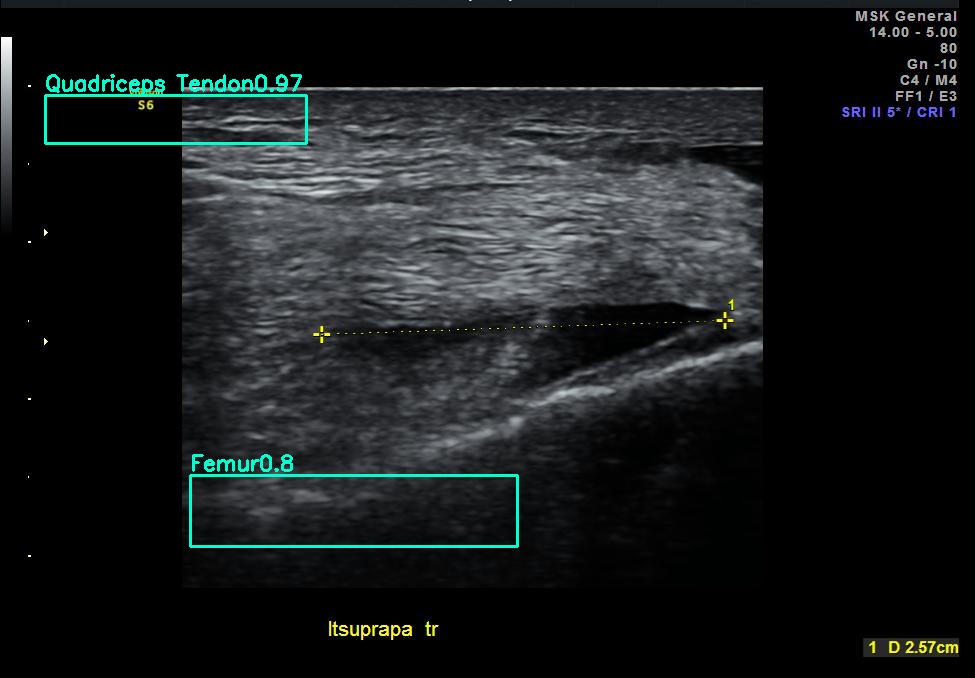 MSK General
14.00 - 5.00
80
Gn -10
C4 / M4
FF1 / E3
SRI II 5* / CRI 1
Quadriceps Tendon0.97
S6
1
Femur0.8
ltsuprapa tr
1 D 2.57cm